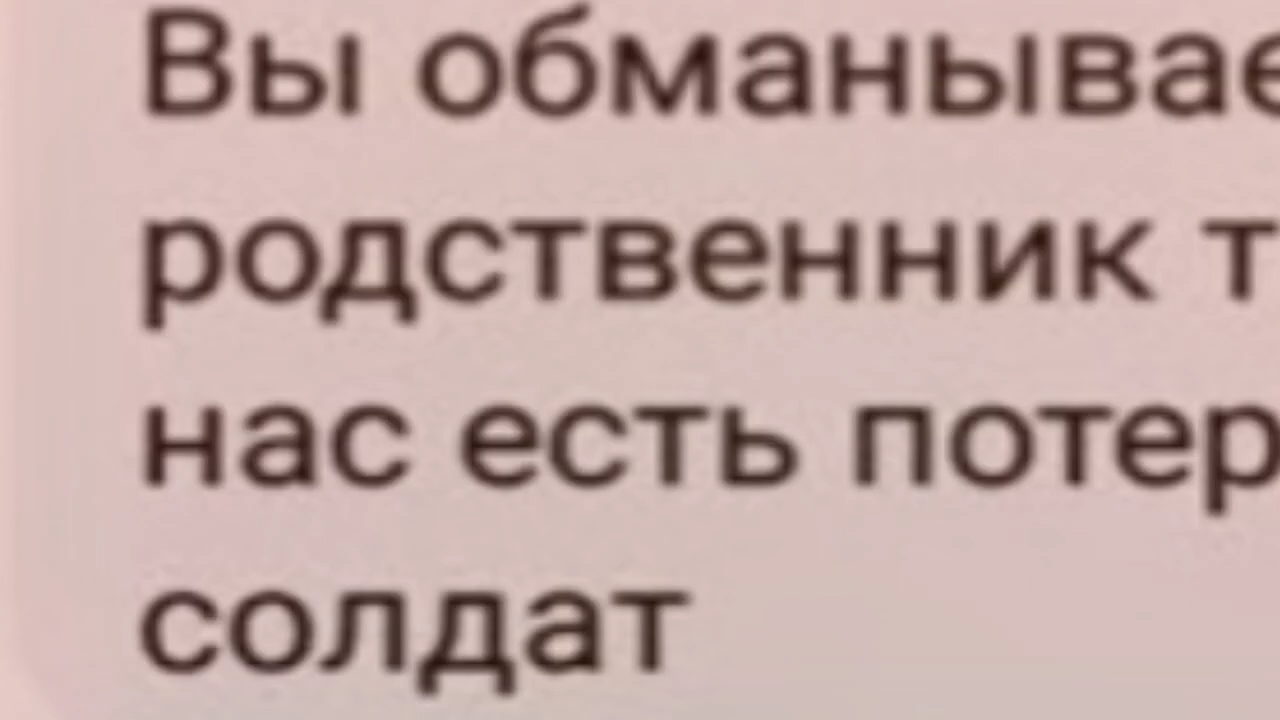 Вы обманывае
родственник т
нас есть потер
солдат